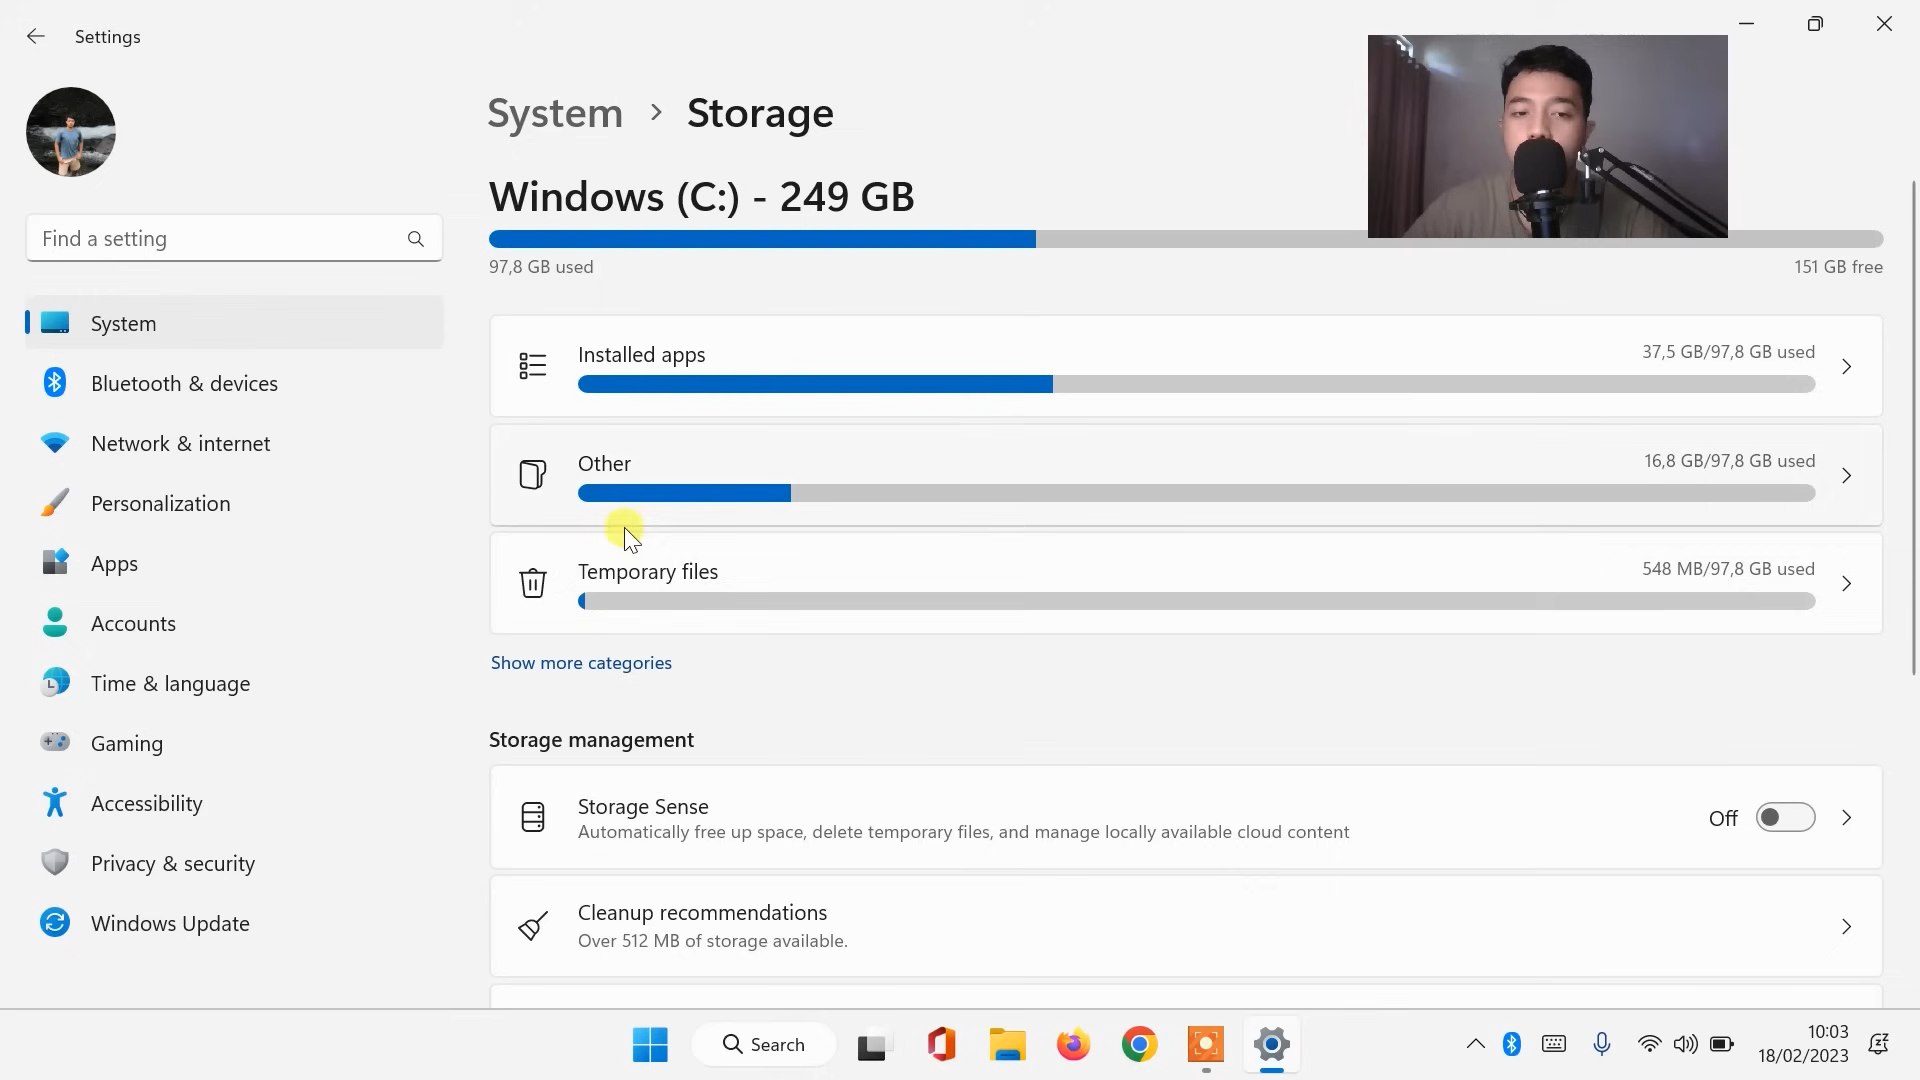 Settings
System > Storage
Windows (C:) - 249 GB
97,8 GB used
151 GB free
Find a setting
System
Bluetooth & devices
Network & internet
Personalization
Apps
Accounts
Time & language
Gaming
Accessibility
Privacy & security
Windows Update
Installed apps
37,5 GB/97,8 GB used
Other
16,8 GB/97,8 GB used
Temporary files
548 MB/97,8 GB used
Show more categories
Storage management
Storage Sense
Automatically free up space, delete temporary files, and manage locally available cloud content
Off
Cleanup recommendations
Over 512 MB of storage available.
Search
10:03
18/02/2023